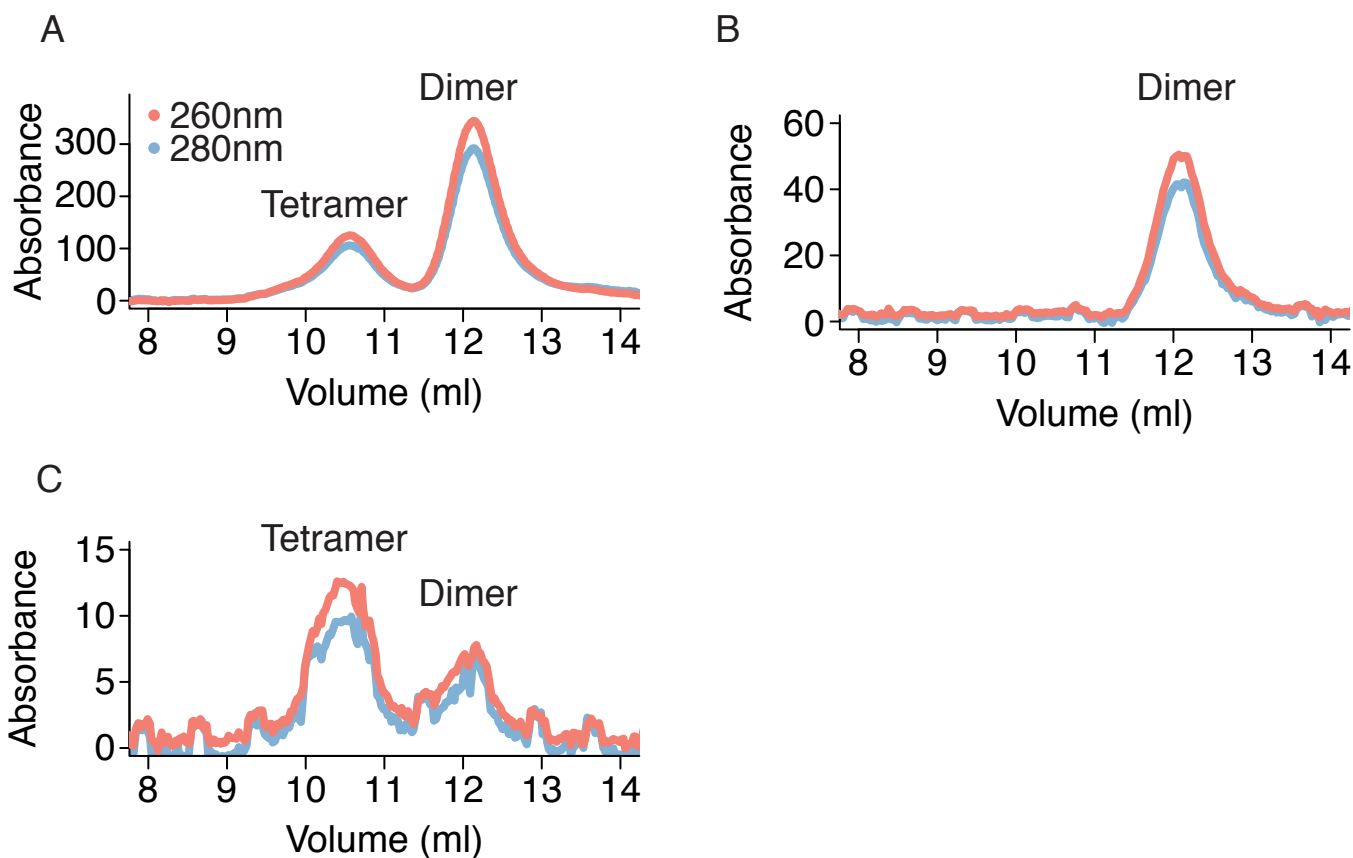 A
Absorbance
300
200
100
0
260nm
280nm
Tetramer
Dimer
8 9 10 11 12 13 14
Volume (ml)
B
Absorbance
60
40
20
0
Dimer
8 9 10 11 12 13 14
Volume (ml)
C
Absorbance
15
10
5
0
Tetramer
Dimer
8 9 10 11 12 13 14
Volume (ml)